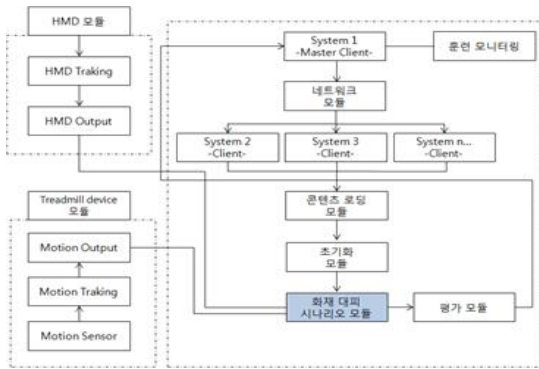 HMD 모듈
HMD Traking
HMD Output
Treadmill device
모듈
Motion Output
Motion Traking
Motion Sensor
System 1
-Master Client-
훈련 모니터링
네트워크
모듈
System 2
-Client-
System 3
-Client-
System n...
-Client-
콘텐츠 로딩
모듈
초기화
모듈
화재 대피
시나리오 모듈
평가 모듈